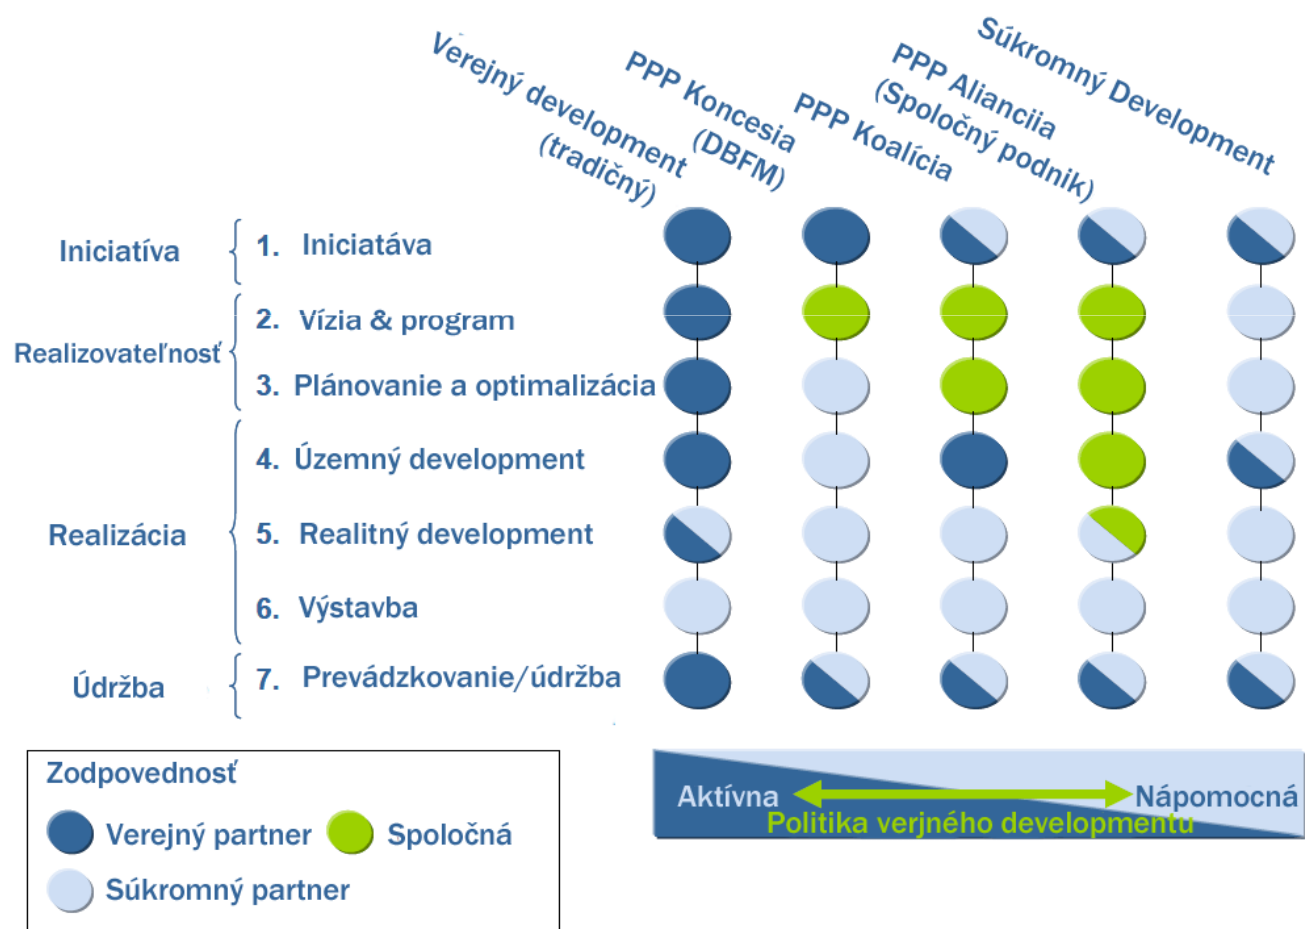 Verejný development
(tradičný)
PPP Koncesia
(DBFM)
PPP Koalícia
PPP Alianciia
(Spoločný podnik)
Súkromný Development
Iniciatíva
1. Iniciatáva
Realizovateľnosť
2. Vízia & program
3. Plánovanie a optimalizácia
Realizácia
4. Územný development
5. Realitný development
6. Výstavba
Údržba
7. Prevádzkovanie/údržba
Zodpovednosť
Verejný partner
Spoločná
Súkromný partner
Aktívna
Nápomocná
Politika verjného developmentu